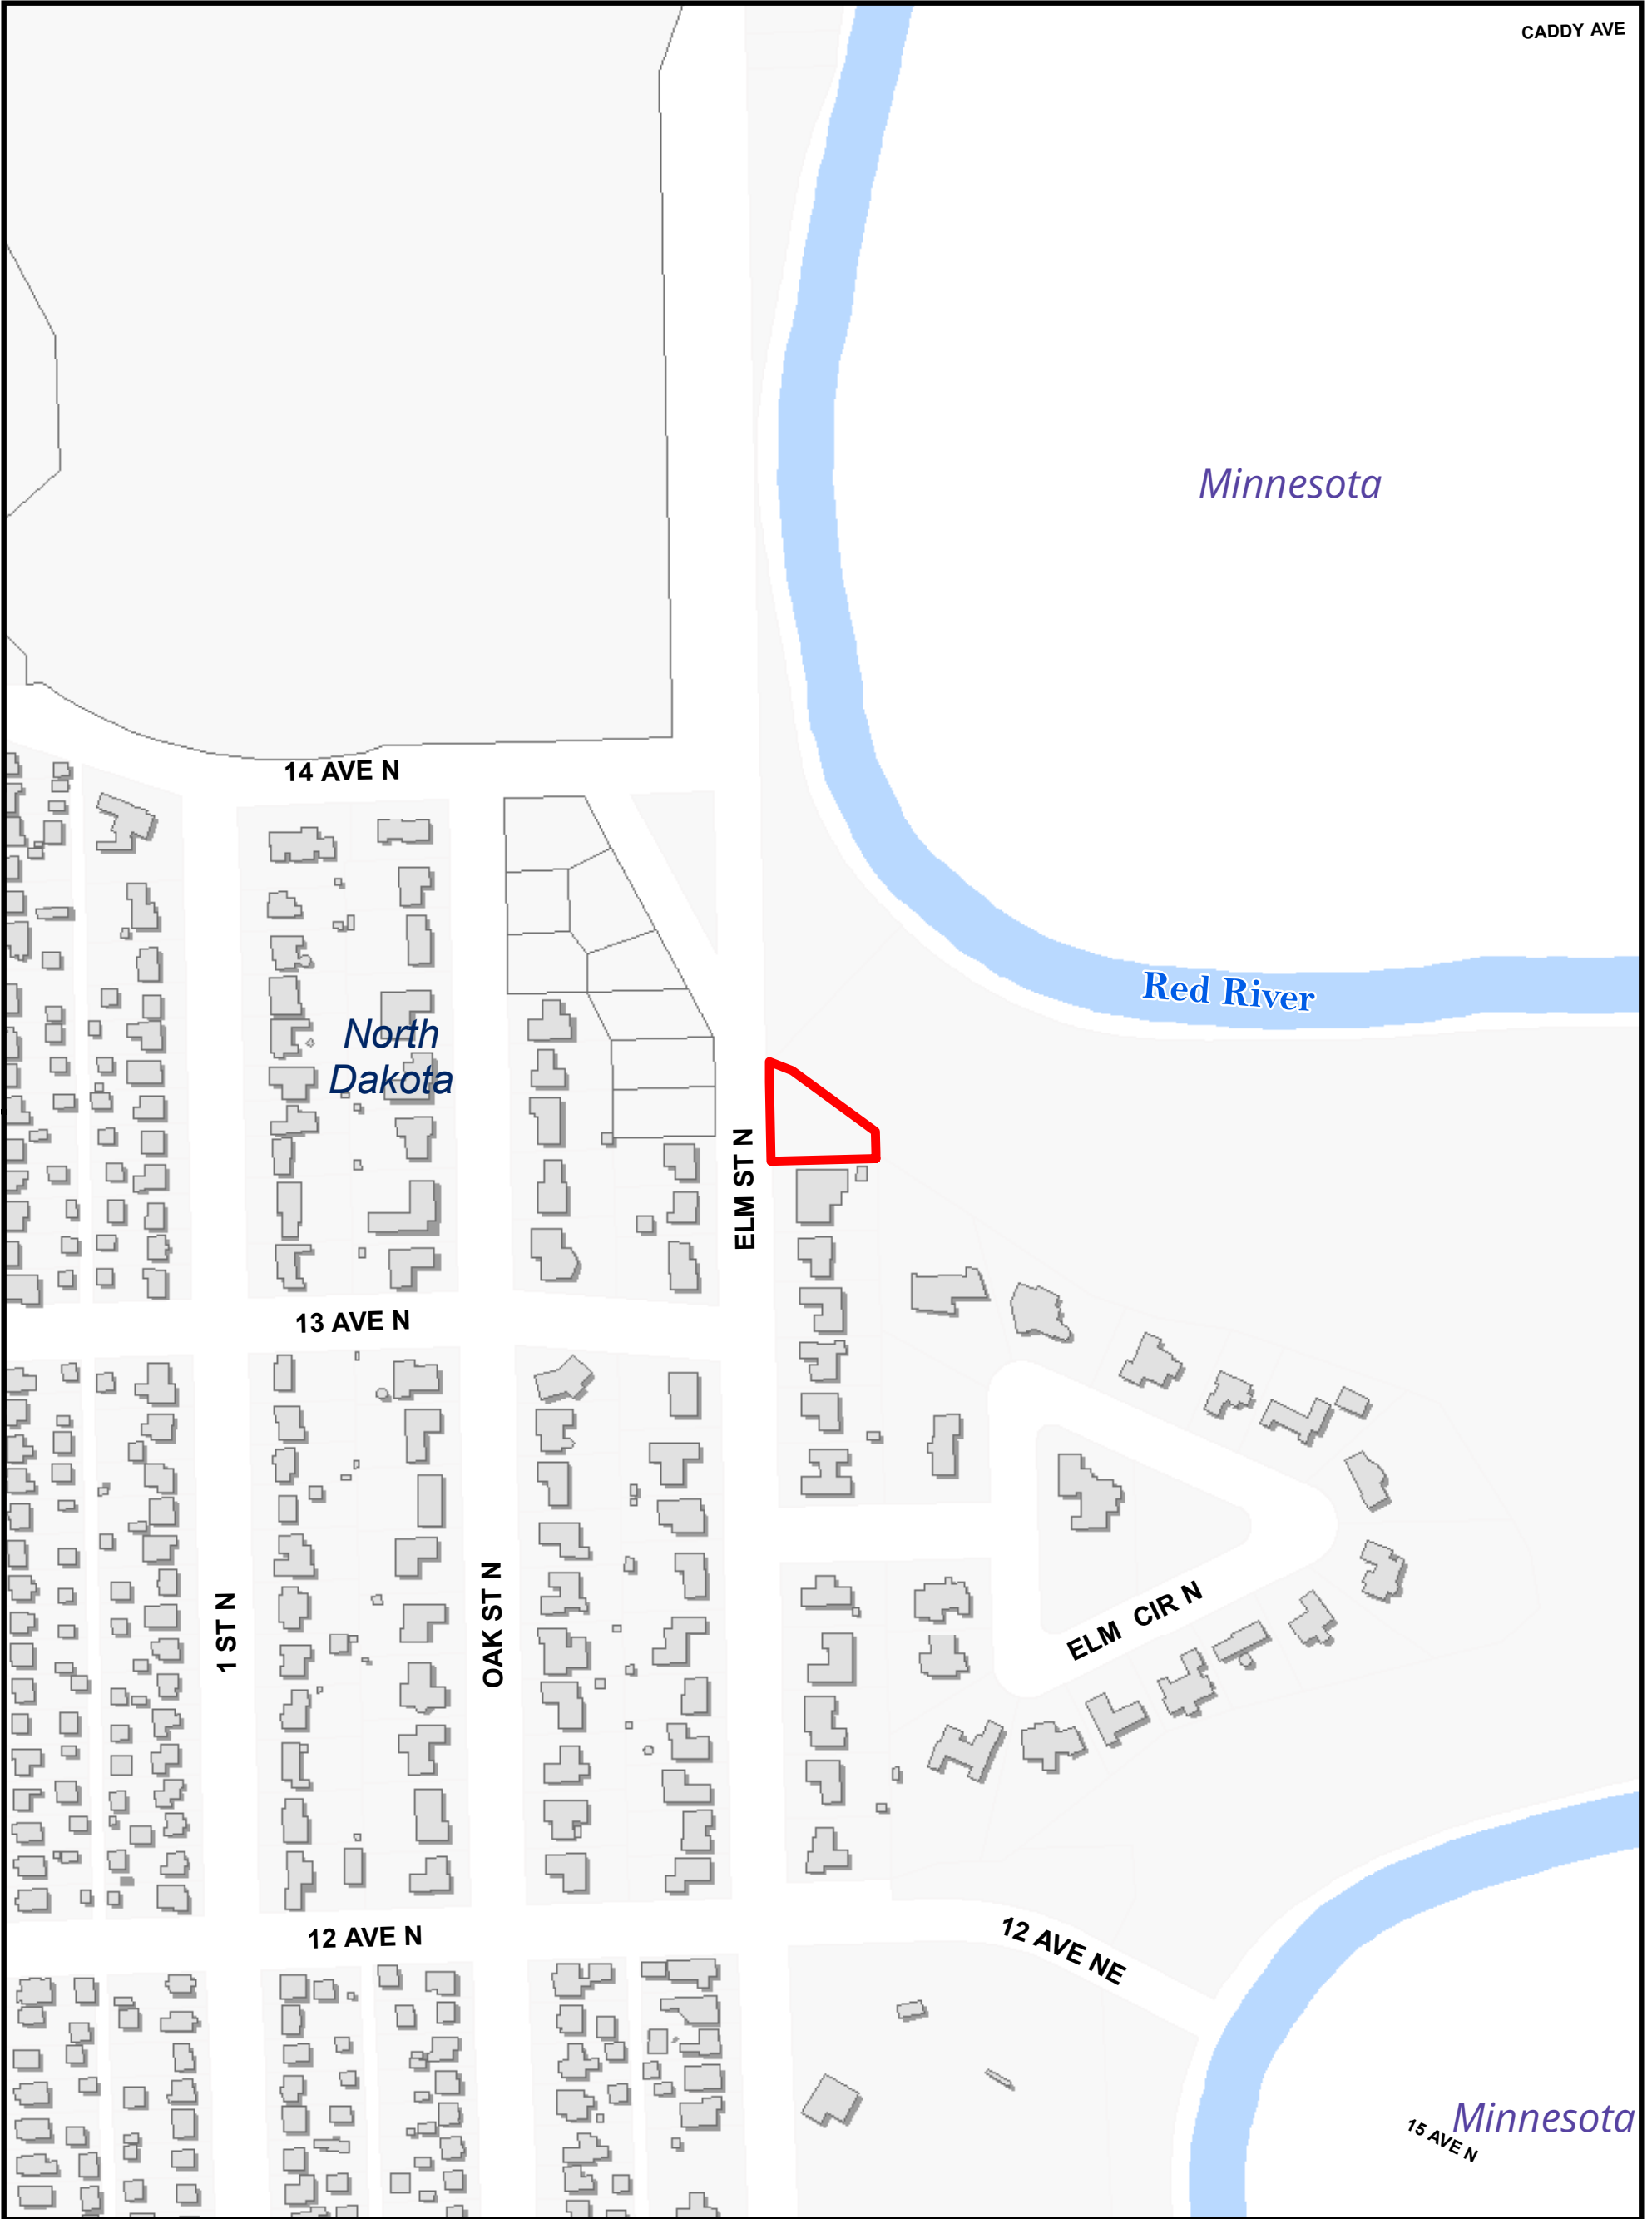 CADDY AVE
Minnesota
14 AVE N
Red River
North
Dakota
ELM ST N
13 AVE N
1 ST N
OAK ST N
ELM CIR N
12 AVE N
12 AVE NE
Minnesota
15 AVE N